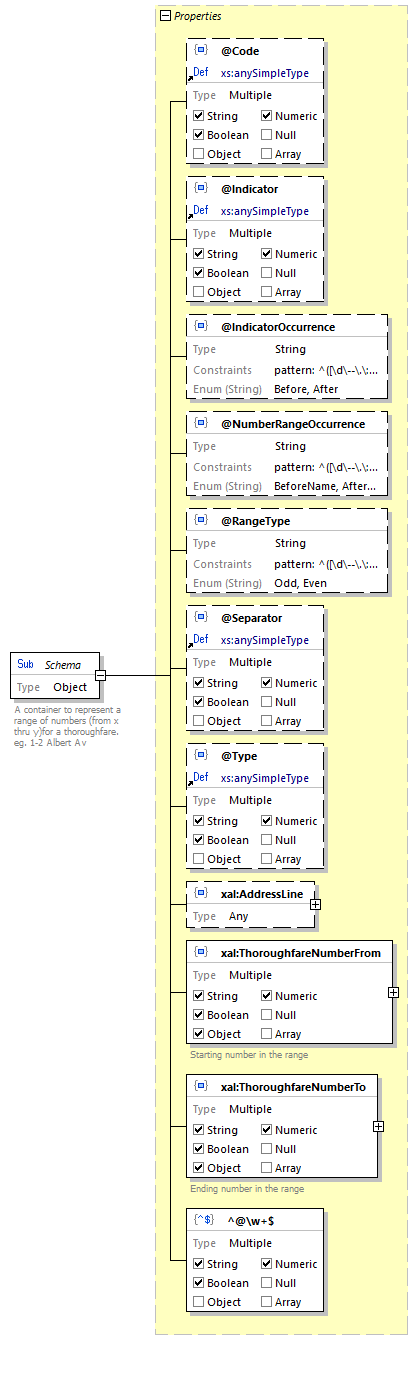 Properties
@Code
Def xs:anySimpleType
Type Multiple
String Numeric
Boolean Null
Object Array
@Indicator
Def xs:anySimpleType
Type Multiple
String Numeric
Boolean Null
Object Array
@IndicatorOccurrence
Type String
Constraints pattern: ^([\d\--\.\:...
Enum (String) Before, After
@NumberRangeOccurrence
Type String
Constraints pattern: ^([\d\--\.\:...
Enum (String) BeforeName, After...
@RangeType
Type String
Constraints pattern: ^([\d\--\.\:...
Enum (String) Odd, Even
@Separator
Def xs:anySimpleType
Type Multiple
String Numeric
Boolean Null
Object Array
Sub Schema
Type Object
A container to represent a
range of numbers (from x
thru y)for a thoroughfare.
eg. 1-2 Albert Av
@Type
Def xs:anySimpleType
Type Multiple
String Numeric
Boolean Null
Object Array
xal:AddressLine
Type Any
xal:ThoroughfareNumberFrom
Type Multiple
String Numeric
Boolean Null
Object Array
Starting number in the range
xal:ThoroughfareNumberTo
Type Multiple
String Numeric
Boolean Null
Object Array
Ending number in the range
{^$} ^@\w+$
Type Multiple
String Numeric
Boolean Null
Object Array